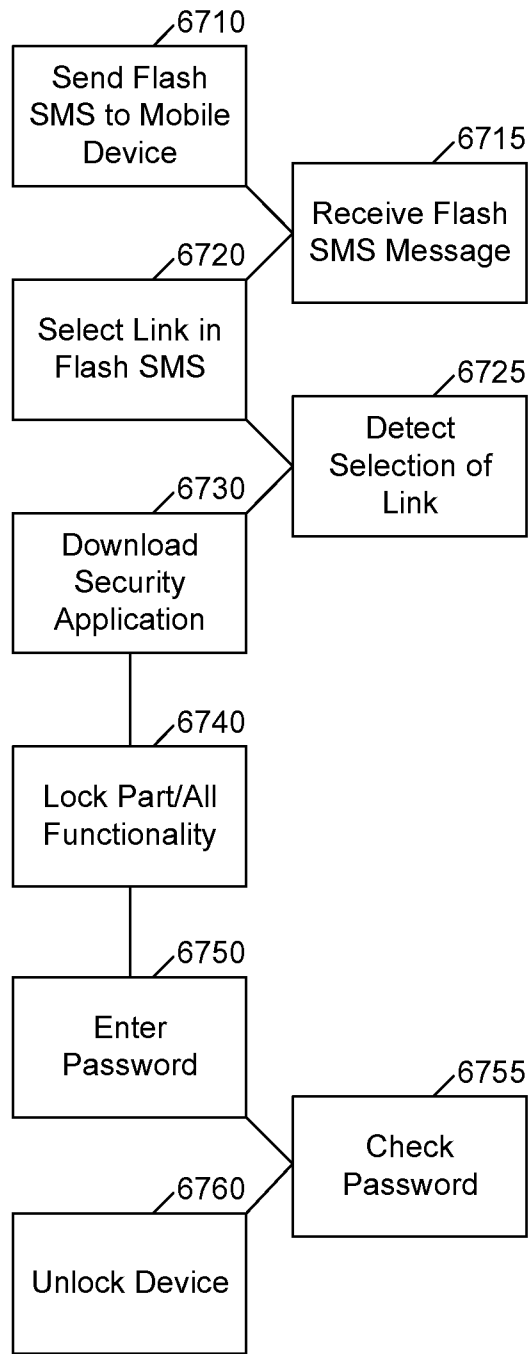 6710
Send Flash
SMS to Mobile
Device
6715
Receive Flash
SMS Message
6720
Select Link in
Flash SMS
6725
Detect
Selection of
Link
6730
Download
Security
Application
6740
Lock Part/All
Functionality
6750
Enter
Password
6755
Check
Password
6760
Unlock Device